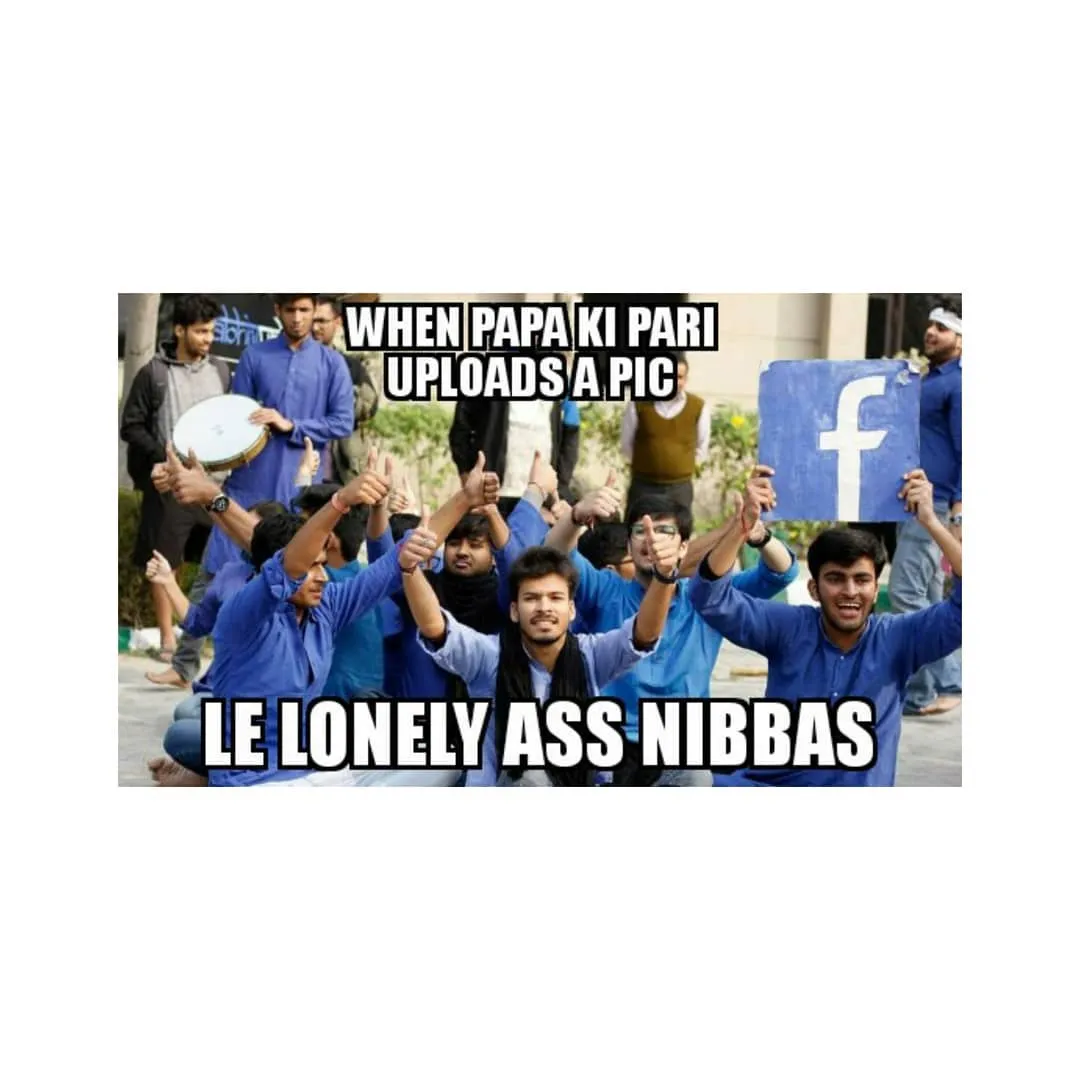 WHEN PAPA KI PARI
UPLOADS A PIC
f
LE LONELY ASS NIBBAS